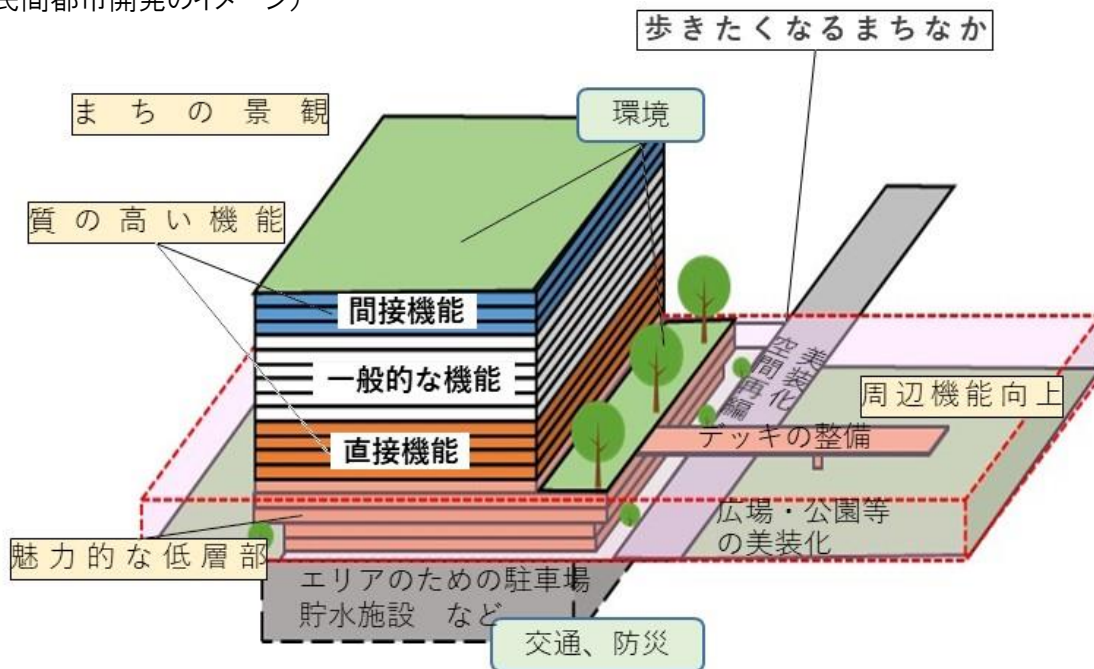 民間都市開発のイメージ）
歩きたくなるまちなか
まちの景観
環境
質の高い機能
間接機能
一般的な機能
直接機能
美装化
空間再編
周辺機能向上
デッキの整備
広場・公園等
の美装化
魅力的な低層部
エリアのための駐車場
貯水施設　など
交通、防災